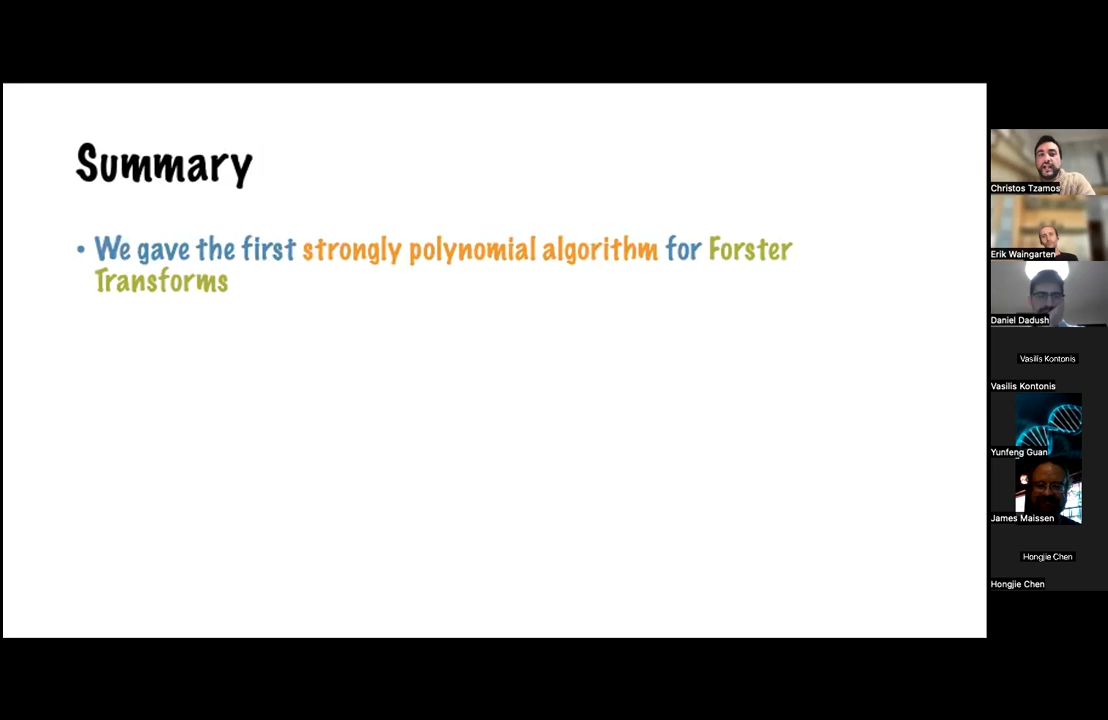 Summary
• We gave the first strongly polynomial algorithm for Forster
Transforms
Christos Tzamos
Erik Waingarten
Daniel Dadush
Vasilis Kontonis
Vasilis Kontonis
Yunfeng Guan
James Maissen
Hongjie Chen
Hongjie Chen